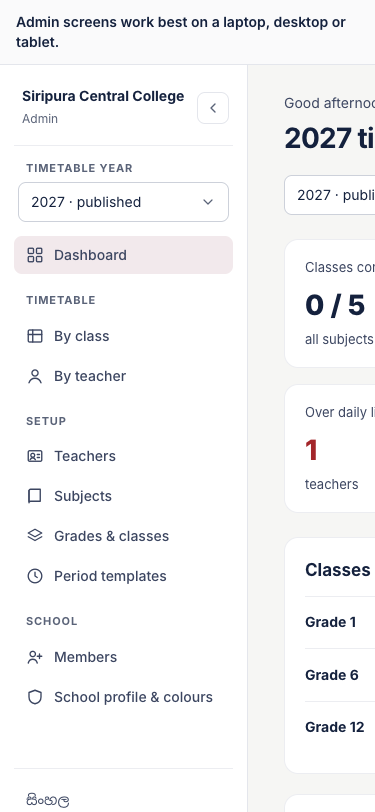 Admin screens work best on a laptop, desktop or
tablet.
Siripura Central College
Admin
TIMETABLE YEAR
2027 · published
Dashboard
TIMETABLE
By class
By teacher
SETUP
Teachers
Subjects
Grades & classes
Period templates
SCHOOL
Members
School profile & colours
සිංහල
Good afternoo
2027 ti
2027 · publi
Classes con
0 / 5
all subjects
Over daily li
1
teachers
Classes
Grade 1
Grade 6
Grade 12